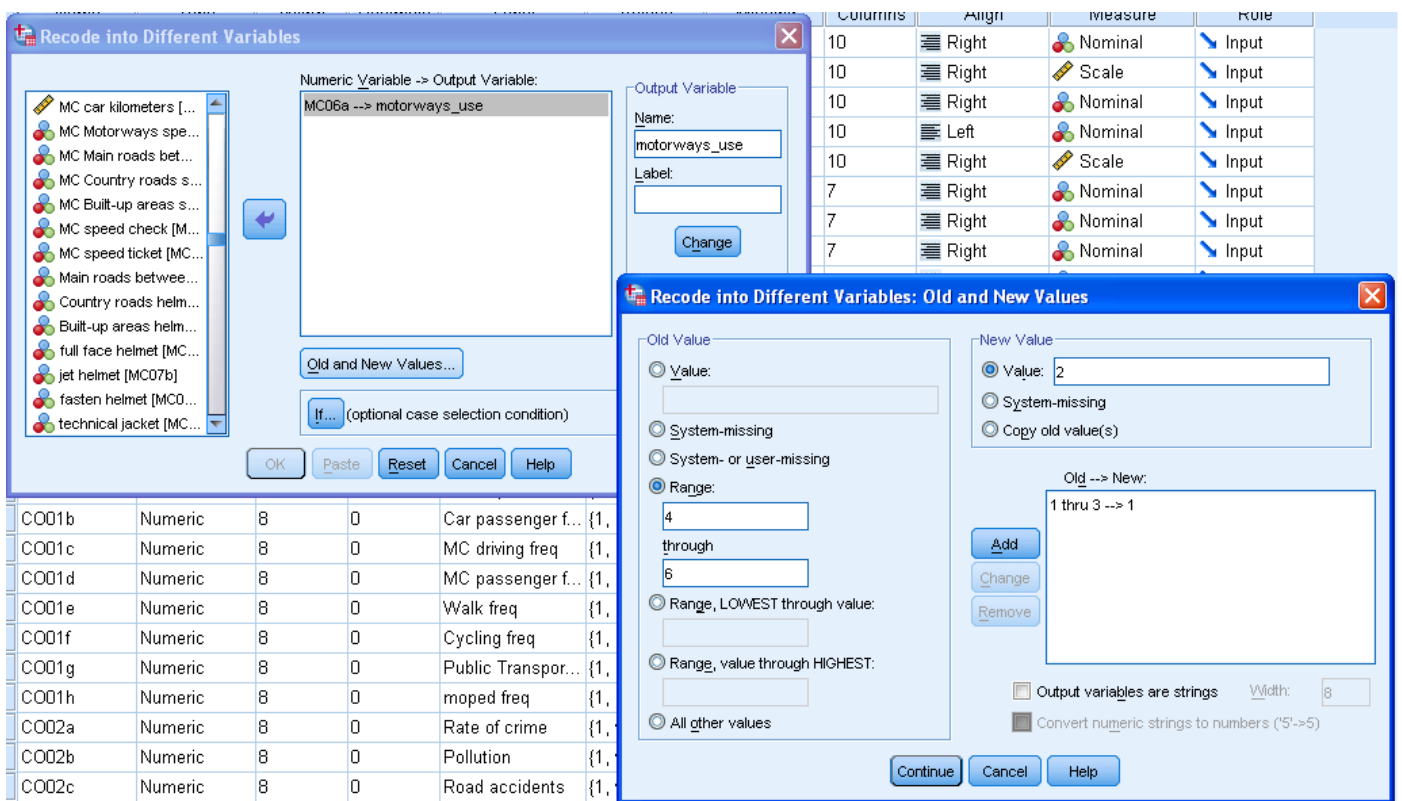 Columns Align Measure Role
10 Right Nominal Input
10 Right Scale Input
10 Right Nominal Input
10 Left Nominal Input
10 Right Scale Input
7 Right Nominal Input
7 Right Nominal Input
7 Right Nominal Input
Recode into Different Variables
MC car kilometers [...
MC Motorways spe...
MC Main roads bet...
MC Country roads s...
MC Built-up areas s...
MC speed check [M...
MC speed ticket [MC...
Main roads betwee...
Country roads helm...
Built-up areas helm...
full face helmet [MC...
jet helmet [MC07b]
fasten helmet [MC0...
technical jacket [MC...
Numeric Variable -> Output Variable:
MC06a --> motorways_use
Output Variable
Name:
motorways_use
Label:
Change
Old and New Values...
If... (optional case selection condition)
OK Paste Reset Cancel Help
CO01b Numeric 8 0 Car passenger f... {1,
CO01c Numeric 8 0 MC driving freq {1,
CO01d Numeric 8 0 MC passenger f... {1,
CO01e Numeric 8 0 Walk freq {1,
CO01f Numeric 8 0 Cycling freq {1,
CO01g Numeric 8 0 Public Transpor... {1,
CO01h Numeric 8 0 moped freq {1,
CO02a Numeric 8 0 Rate of crime {1,
CO02b Numeric 8 0 Pollution {1,
CO02c Numeric 8 0 Road accidents {1,
Recode into Different Variables: Old and New Values
Old Value
Value:
System-missing
System- or user-missing
Range:
4
through
6
Range, LOWEST through value:
Range, value through HIGHEST:
All other values
New Value
Value: 2
System-missing
Copy old value(s)
Old --> New:
1 thru 3 --> 1
Add
Change
Remove
Output variables are strings Width: 8
Convert numeric strings to numbers ('5'->5)
Continue Cancel Help